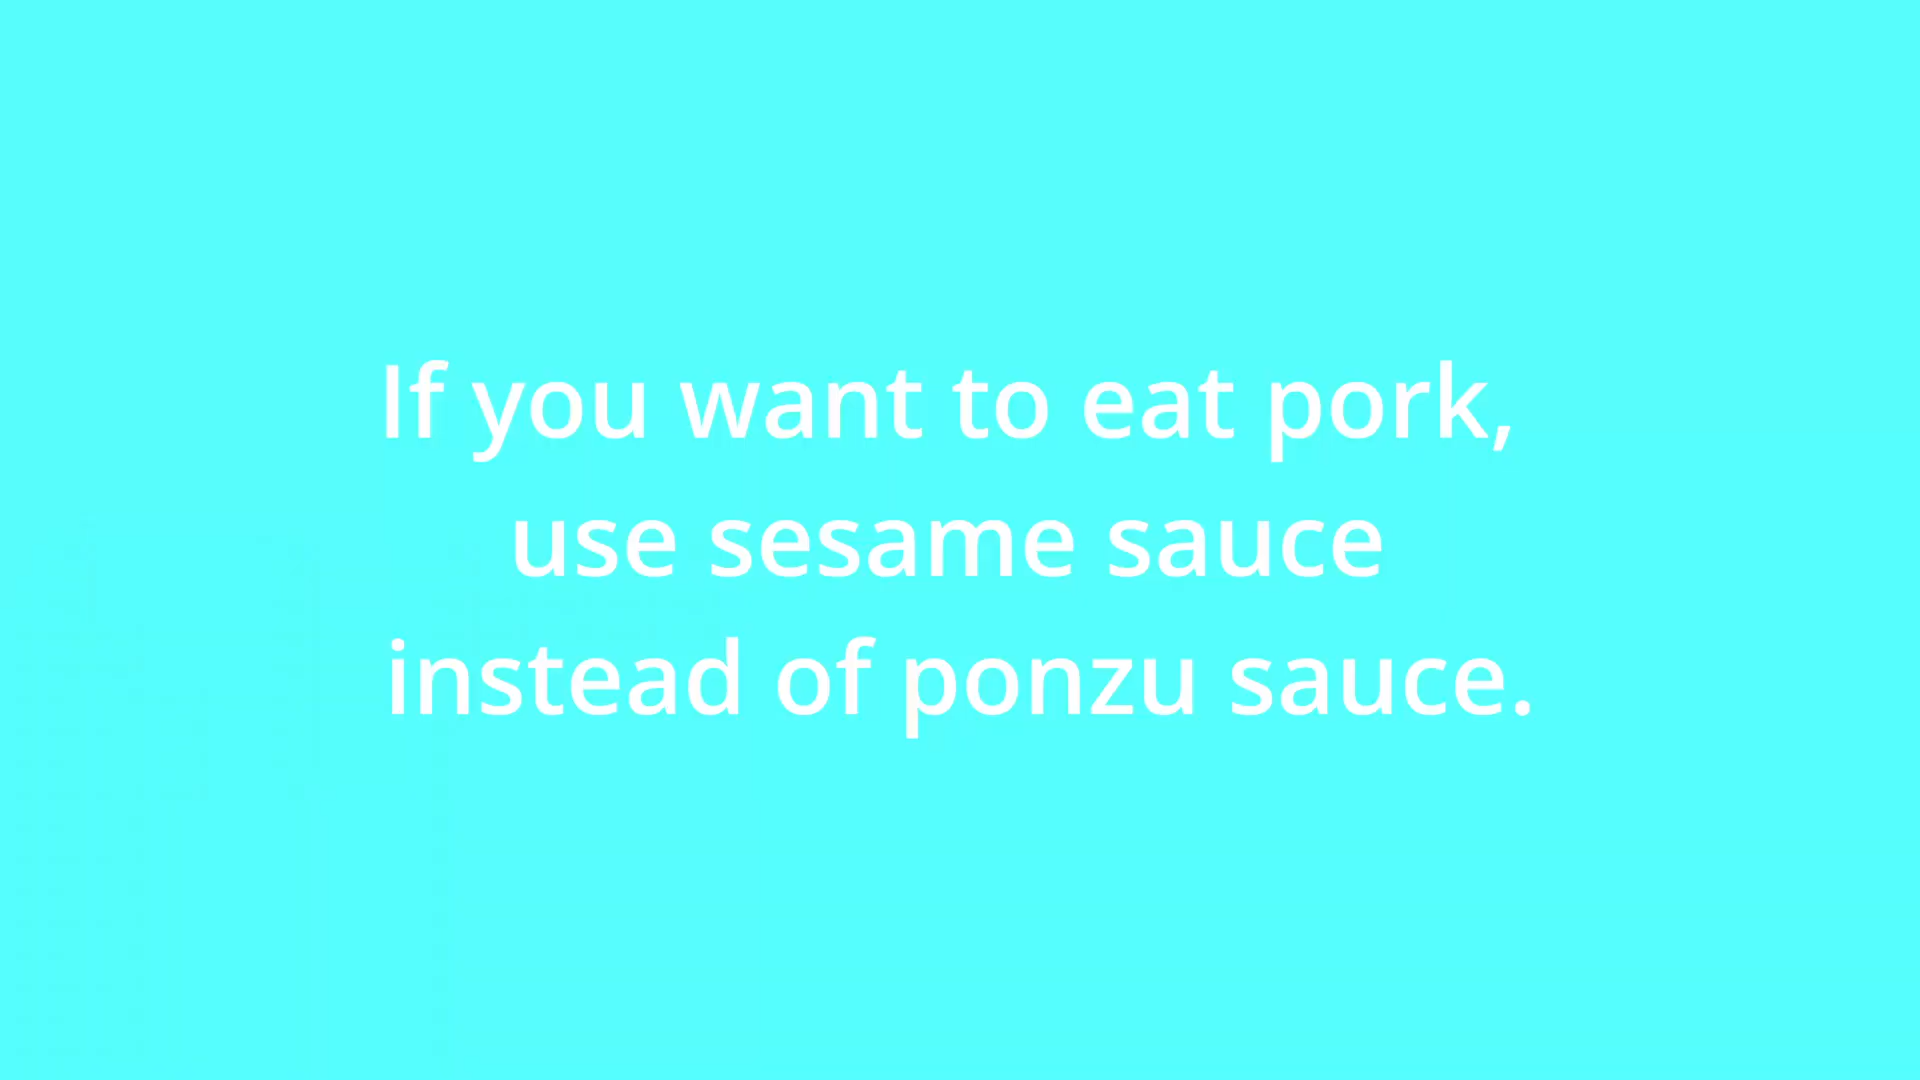 If you want to eat pork,
use sesame sauce
instead of ponzu sauce.